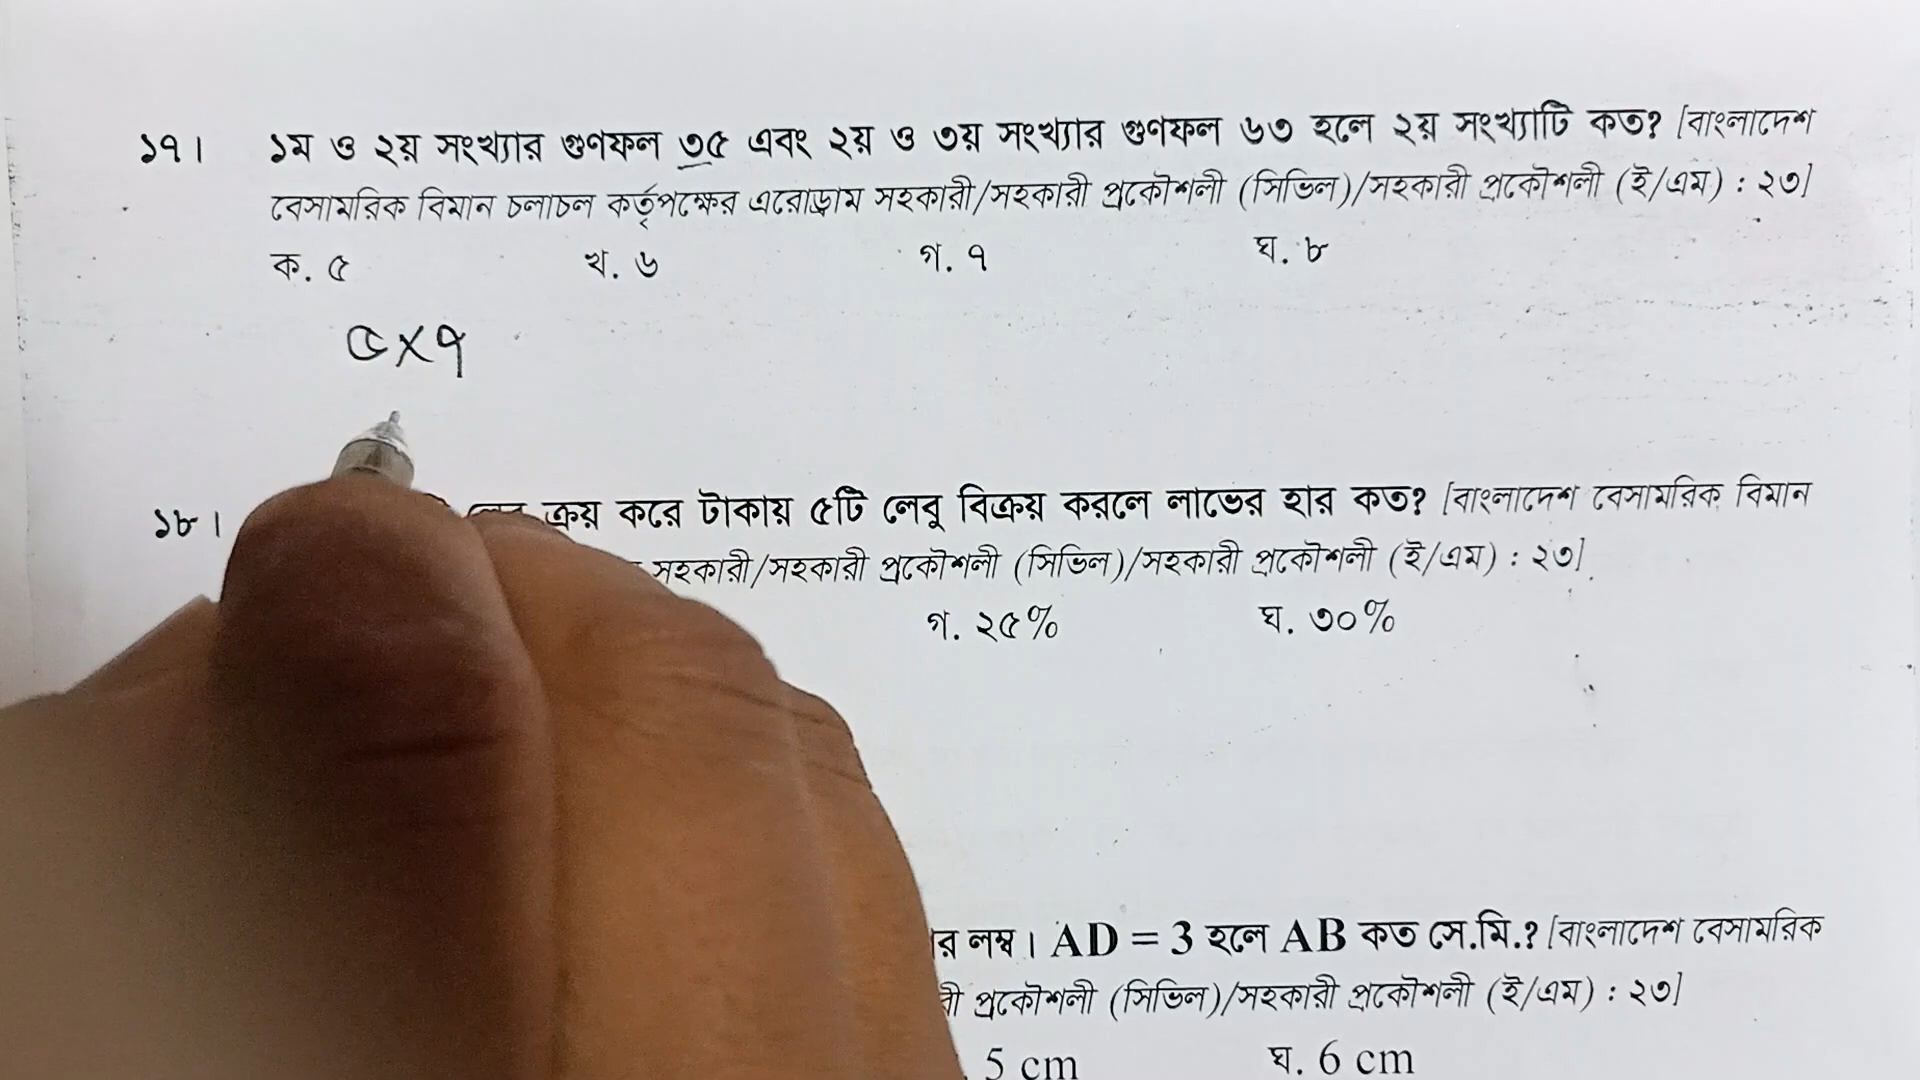 ১৭। ১ম ও ২য় সংখ্যার গুণফল ৩৫ এবং ২য় ও ৩য় সংখ্যার গুণফল ৬৩ হলে ২য় সংখ্যাটি কত? [বাংলাদেশ
বেসামরিক বিমান চলাচল কর্তৃপক্ষের এরোড্রাম সহকারী/সহকারী প্রকৌশলী (সিভিল)/সহকারী প্রকৌশলী (ই/এম) : ২৩]
ক. ৫ খ. ৬ গ. ৭ ঘ. ৮
৫×৭
১৮। ক্রয় করে টাকায় ৫টি লেবু বিক্রয় করলে লাভের হার কত? [বাংলাদেশ বেসামরিক বিমান
সহকারী/সহকারী প্রকৌশলী (সিভিল)/সহকারী প্রকৌশলী (ই/এম) : ২৩]
গ. ২৫% ঘ. ৩০%
লম্ব। AD = 3 হলে AB কত সে.মি.? [বাংলাদেশ বেসামরিক
প্রকৌশলী (সিভিল)/সহকারী প্রকৌশলী (ই/এম) : ২৩]
5 cm ঘ. 6 cm